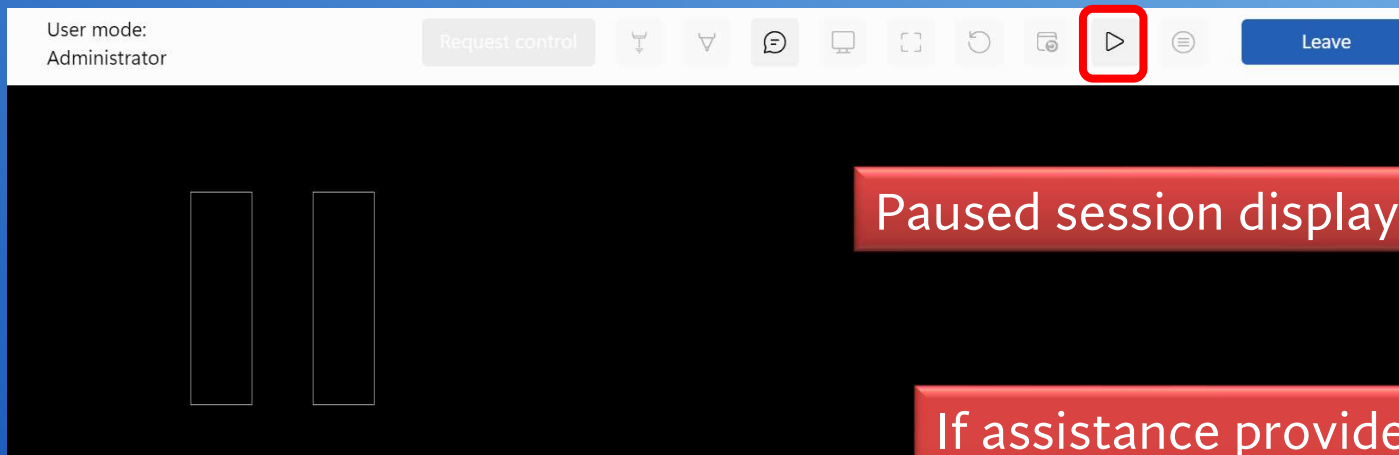 User mode:
Administrator
Request control
Leave
Paused session display
If assistance provide